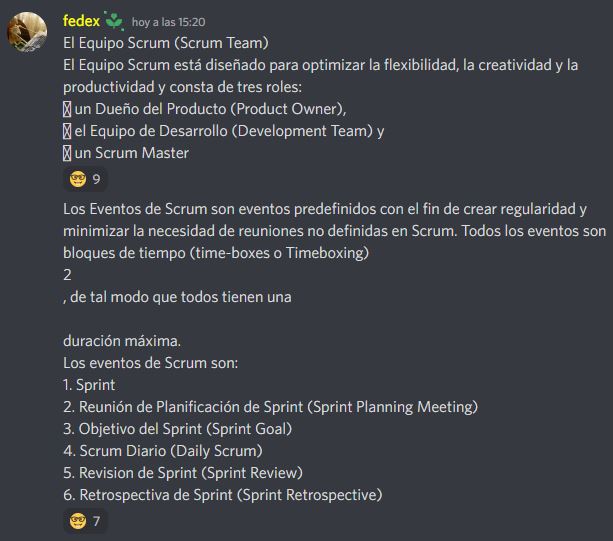 fedex hoy a las 15:20
El Equipo Scrum (Scrum Team)
El Equipo Scrum está diseñado para optimizar la flexibilidad, la creatividad y la
productividad y consta de tres roles:
un Dueño del Producto (Product Owner),
el Equipo de Desarrollo (Development Team) y
un Scrum Master
9
Los Eventos de Scrum son eventos predefinidos con el fin de crear regularidad y
minimizar la necesidad de reuniones no definidas en Scrum. Todos los eventos son
bloques de tiempo (time-boxes o Timeboxing)
2
, de tal modo que todos tienen una
duración máxima.
Los eventos de Scrum son:
1. Sprint
2. Reunión de Planificación de Sprint (Sprint Planning Meeting)
3. Objetivo del Sprint (Sprint Goal)
4. Scrum Diario (Daily Scrum)
5. Revision de Sprint (Sprint Review)
6. Retrospectiva de Sprint (Sprint Retrospective)
7